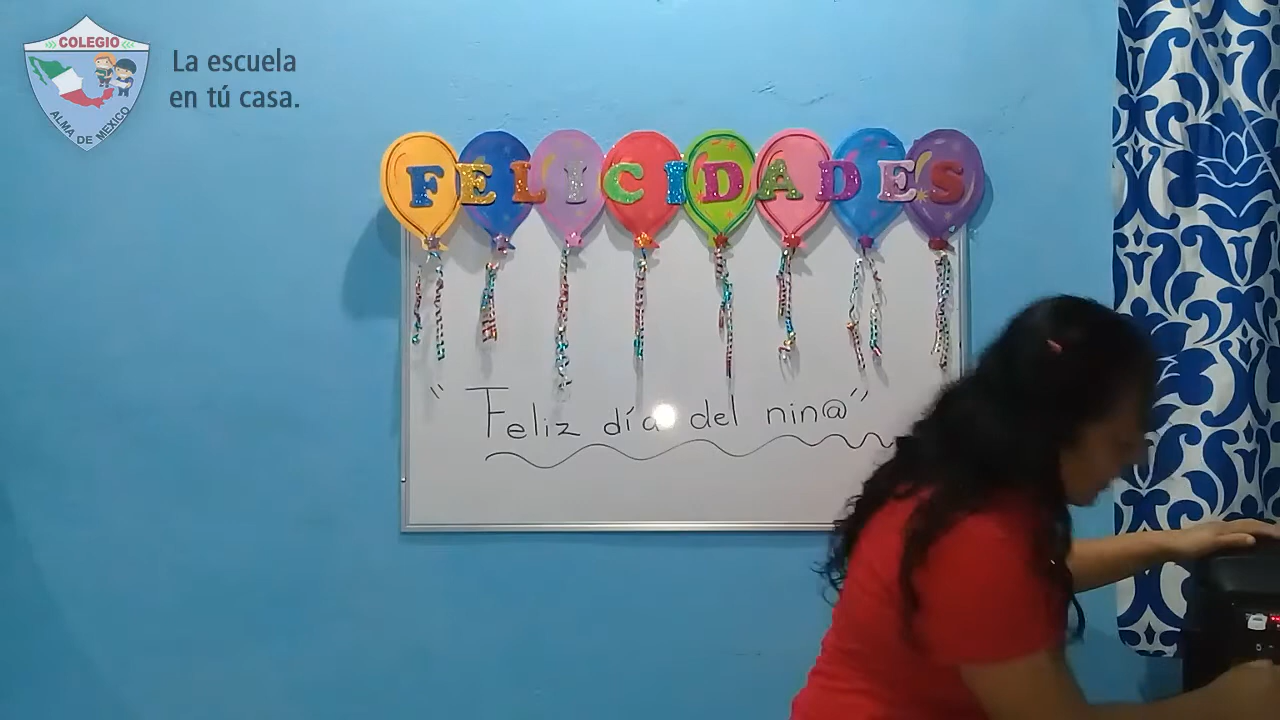 COLEGIO
ALMA DE MEXICO
La escuela
en tú casa.
FELICIDADES
"Feliz día del nin@"